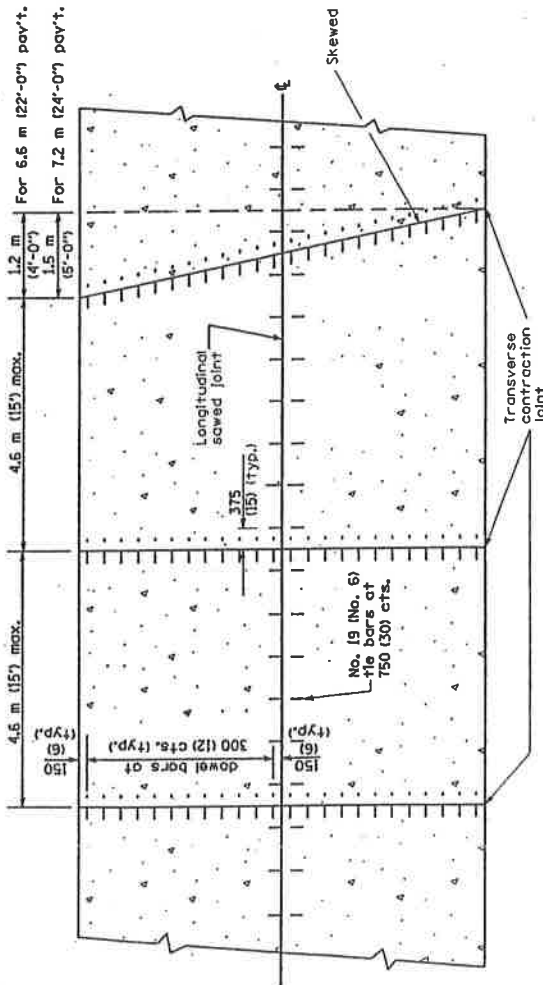 For 6.6 m (22'-0") pav't.
For 7.2 m (24'-0") pav't.
1.2 m
(4'-0")
1.5 m
(5'-0")
4.6 m (15') max.
4.6 m (15') max.
Skewed
℄
Longitudinal
sawed joint
375
(15) (typ.)
No. 19 (No. 6)
tie bars at
750 (30) cts.
150
(6)
(typ.)
dowel bars at
300 (12) cts. (typ.)
150
(6)
(typ.)
Transverse
contraction
joint